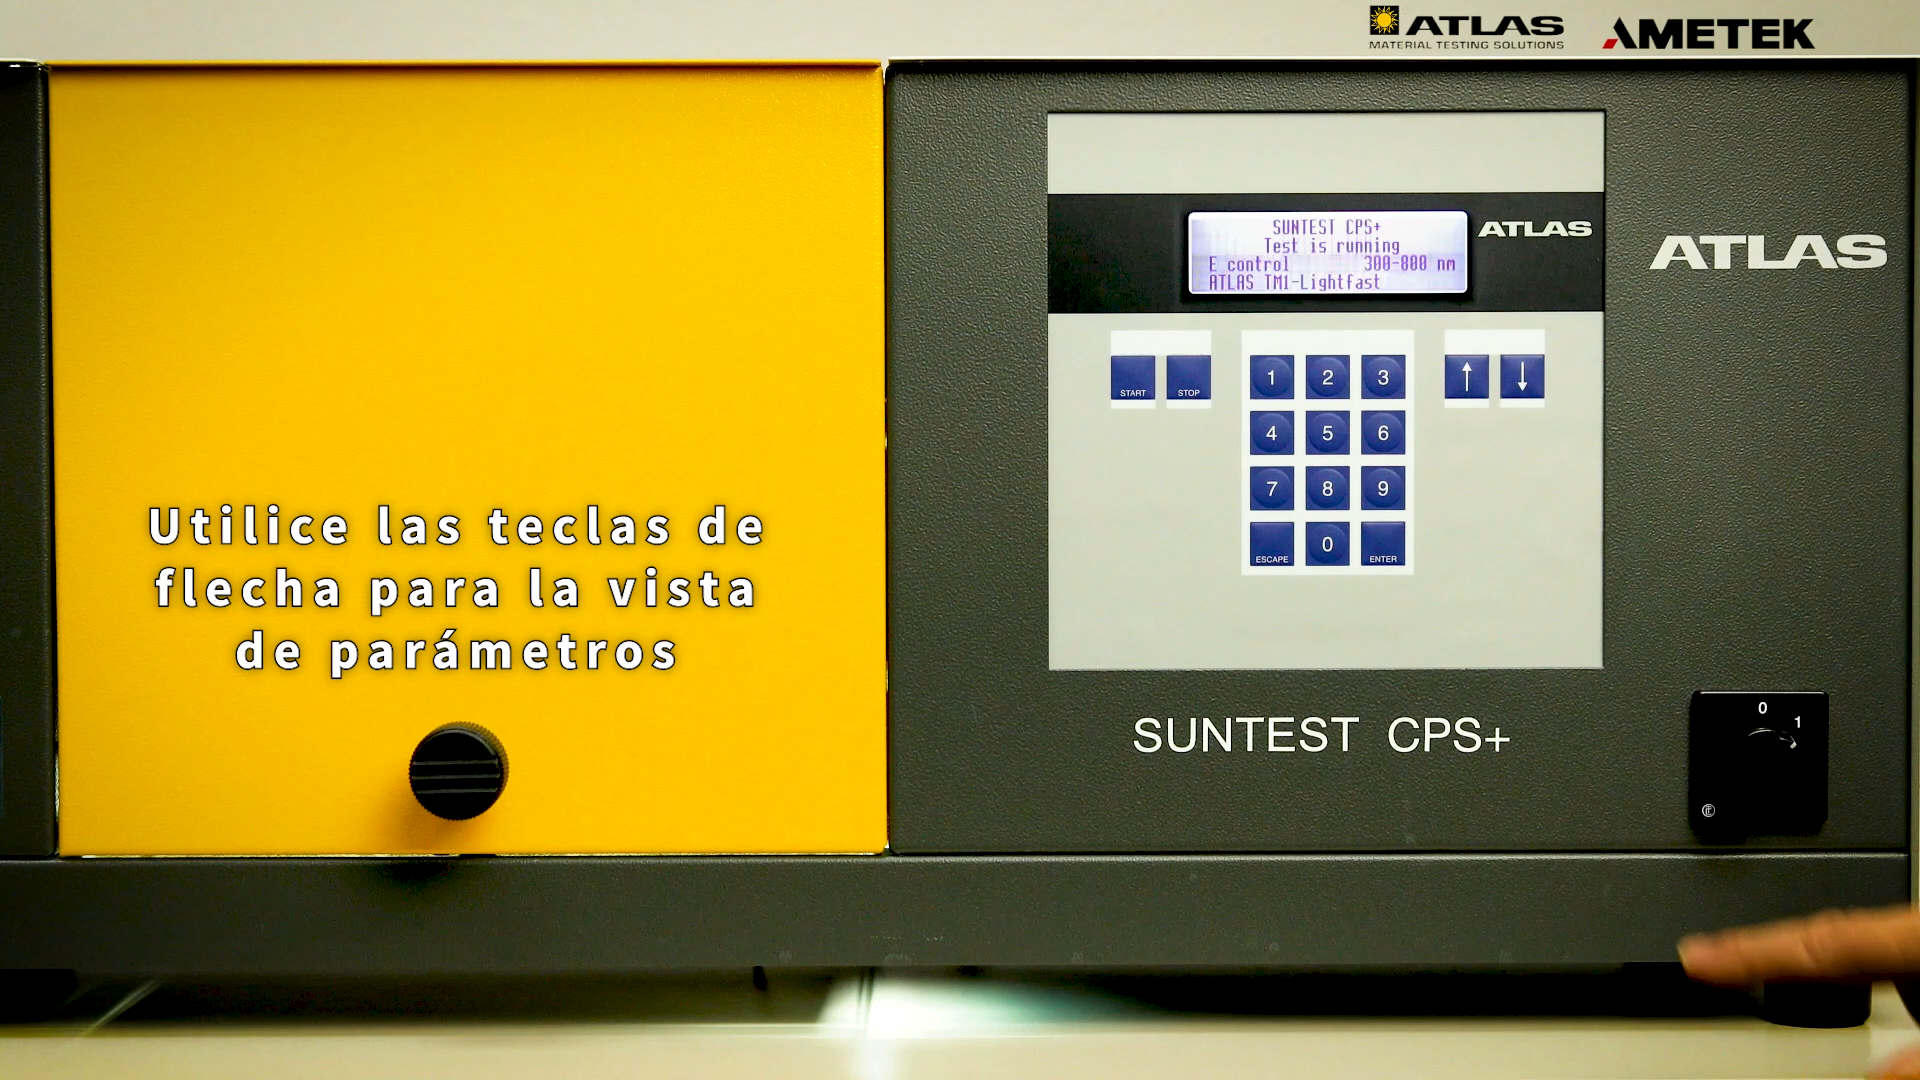 ATLAS
MATERIAL TESTING SOLUTIONS
AMETEK
SUNTEST CPS+
Test is running
E control 300-800 nm
ATLAS TM1-Lightfast
ATLAS
ATLAS
START STOP
1 2 3
4 5 6
7 8 9
ESCAPE 0 ENTER
↑ ↓
Utilice las teclas de
flecha para la vista
de parámetros
SUNTEST CPS+
0 1